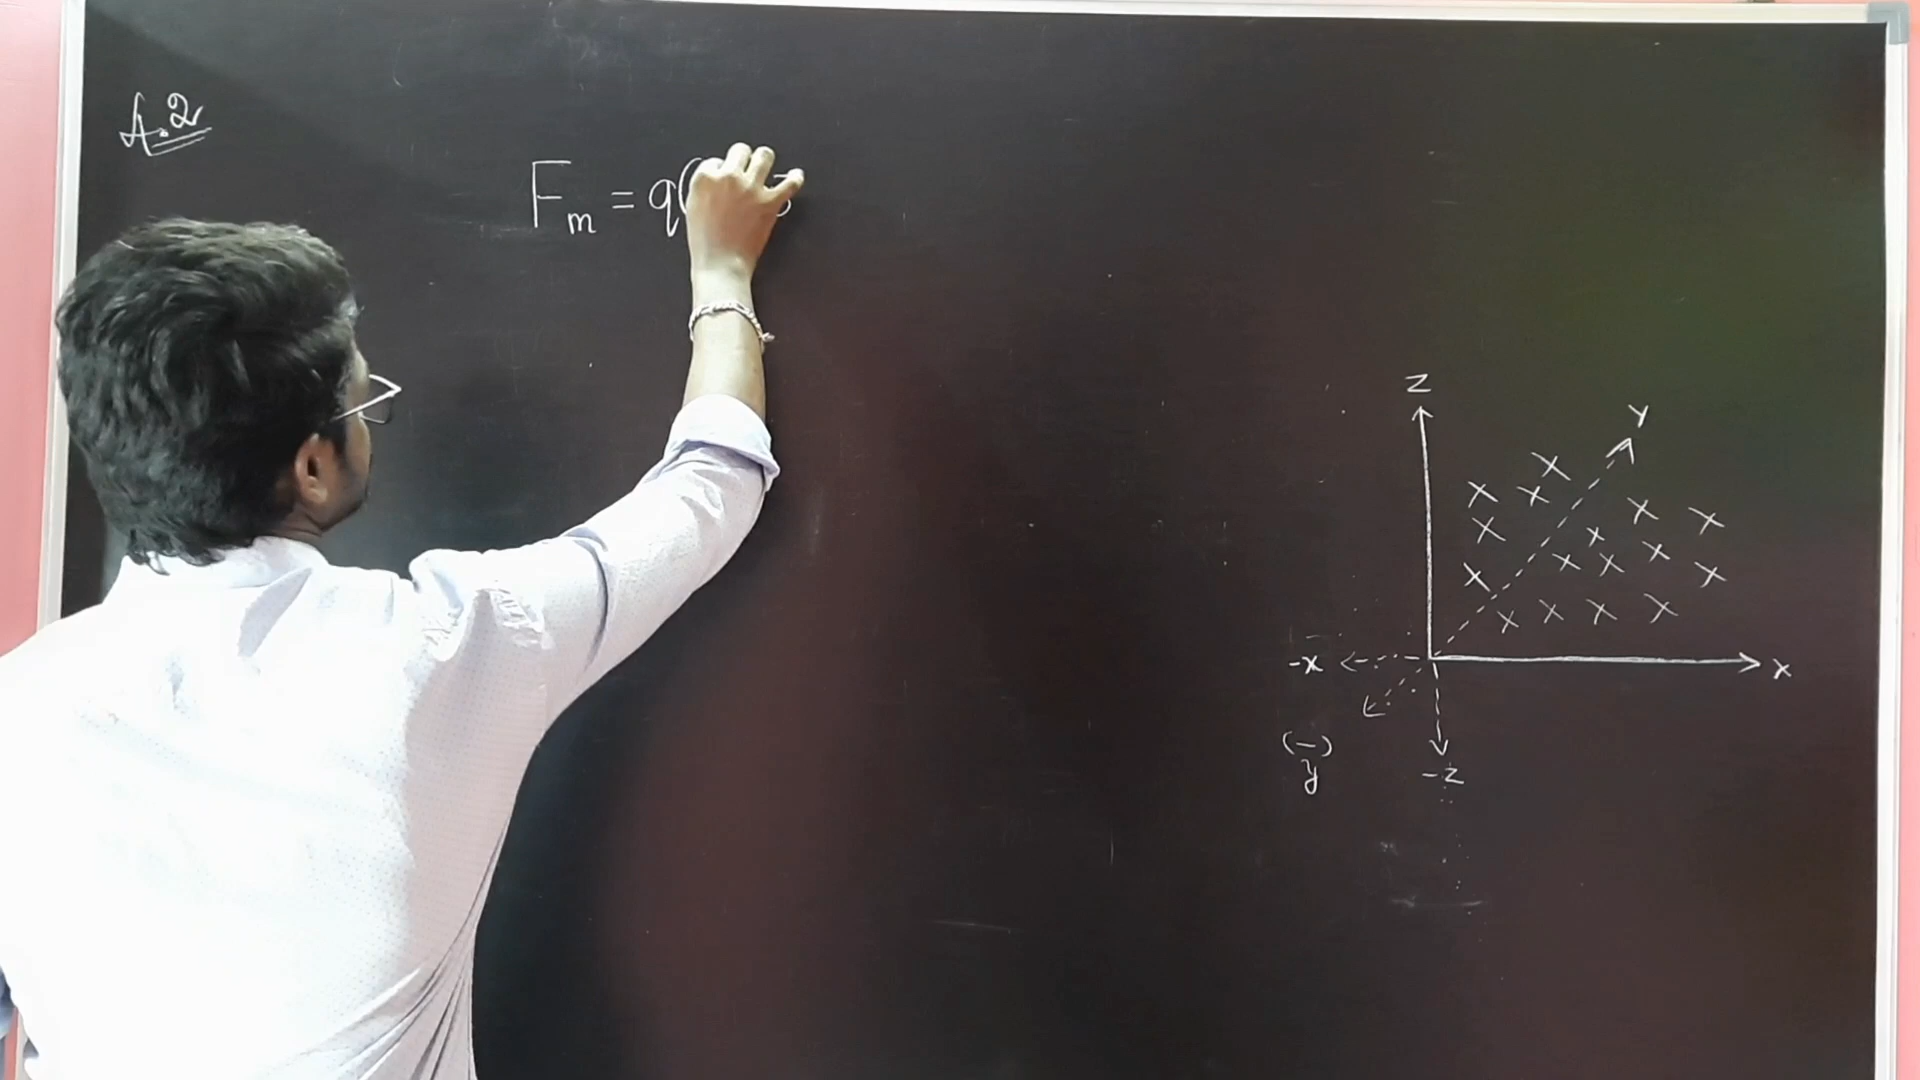 A.2
Fm = q(
Z
Y
X X X X X X X X X X X X X X X X X
-x
X
(-)
y
-Z